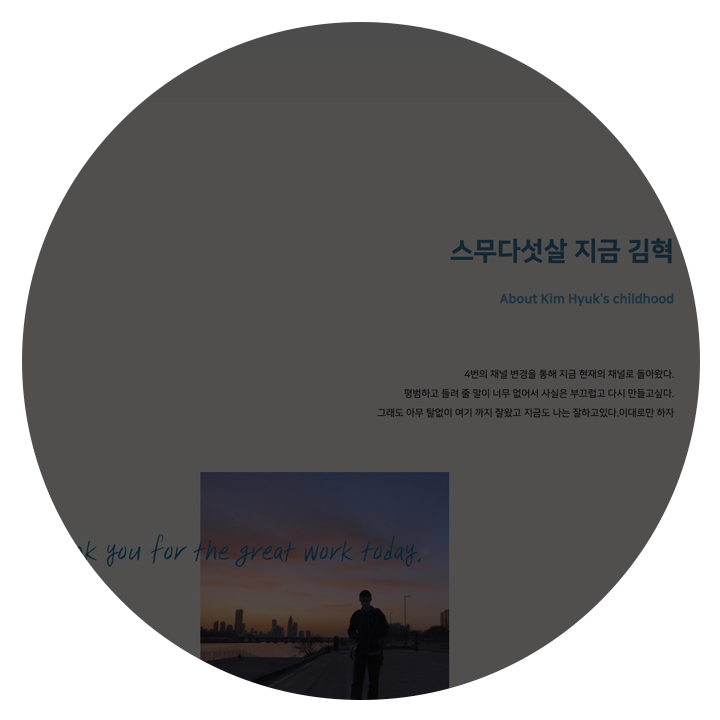 스무다섯살 지금 김혁
About Kim Hyuk's childhood
4번의 채널 변경을 통해 지금 현재의 채널로 돌아왔다.
평범하고 들려 줄 말이 너무 없어서 사실은 부끄럽고 다시 만들고싶다.
그래도 아무 탈없이 여기 까지 잘왔고 지금도 나는 잘하고있다.이대로만 하자
you for the great work today.